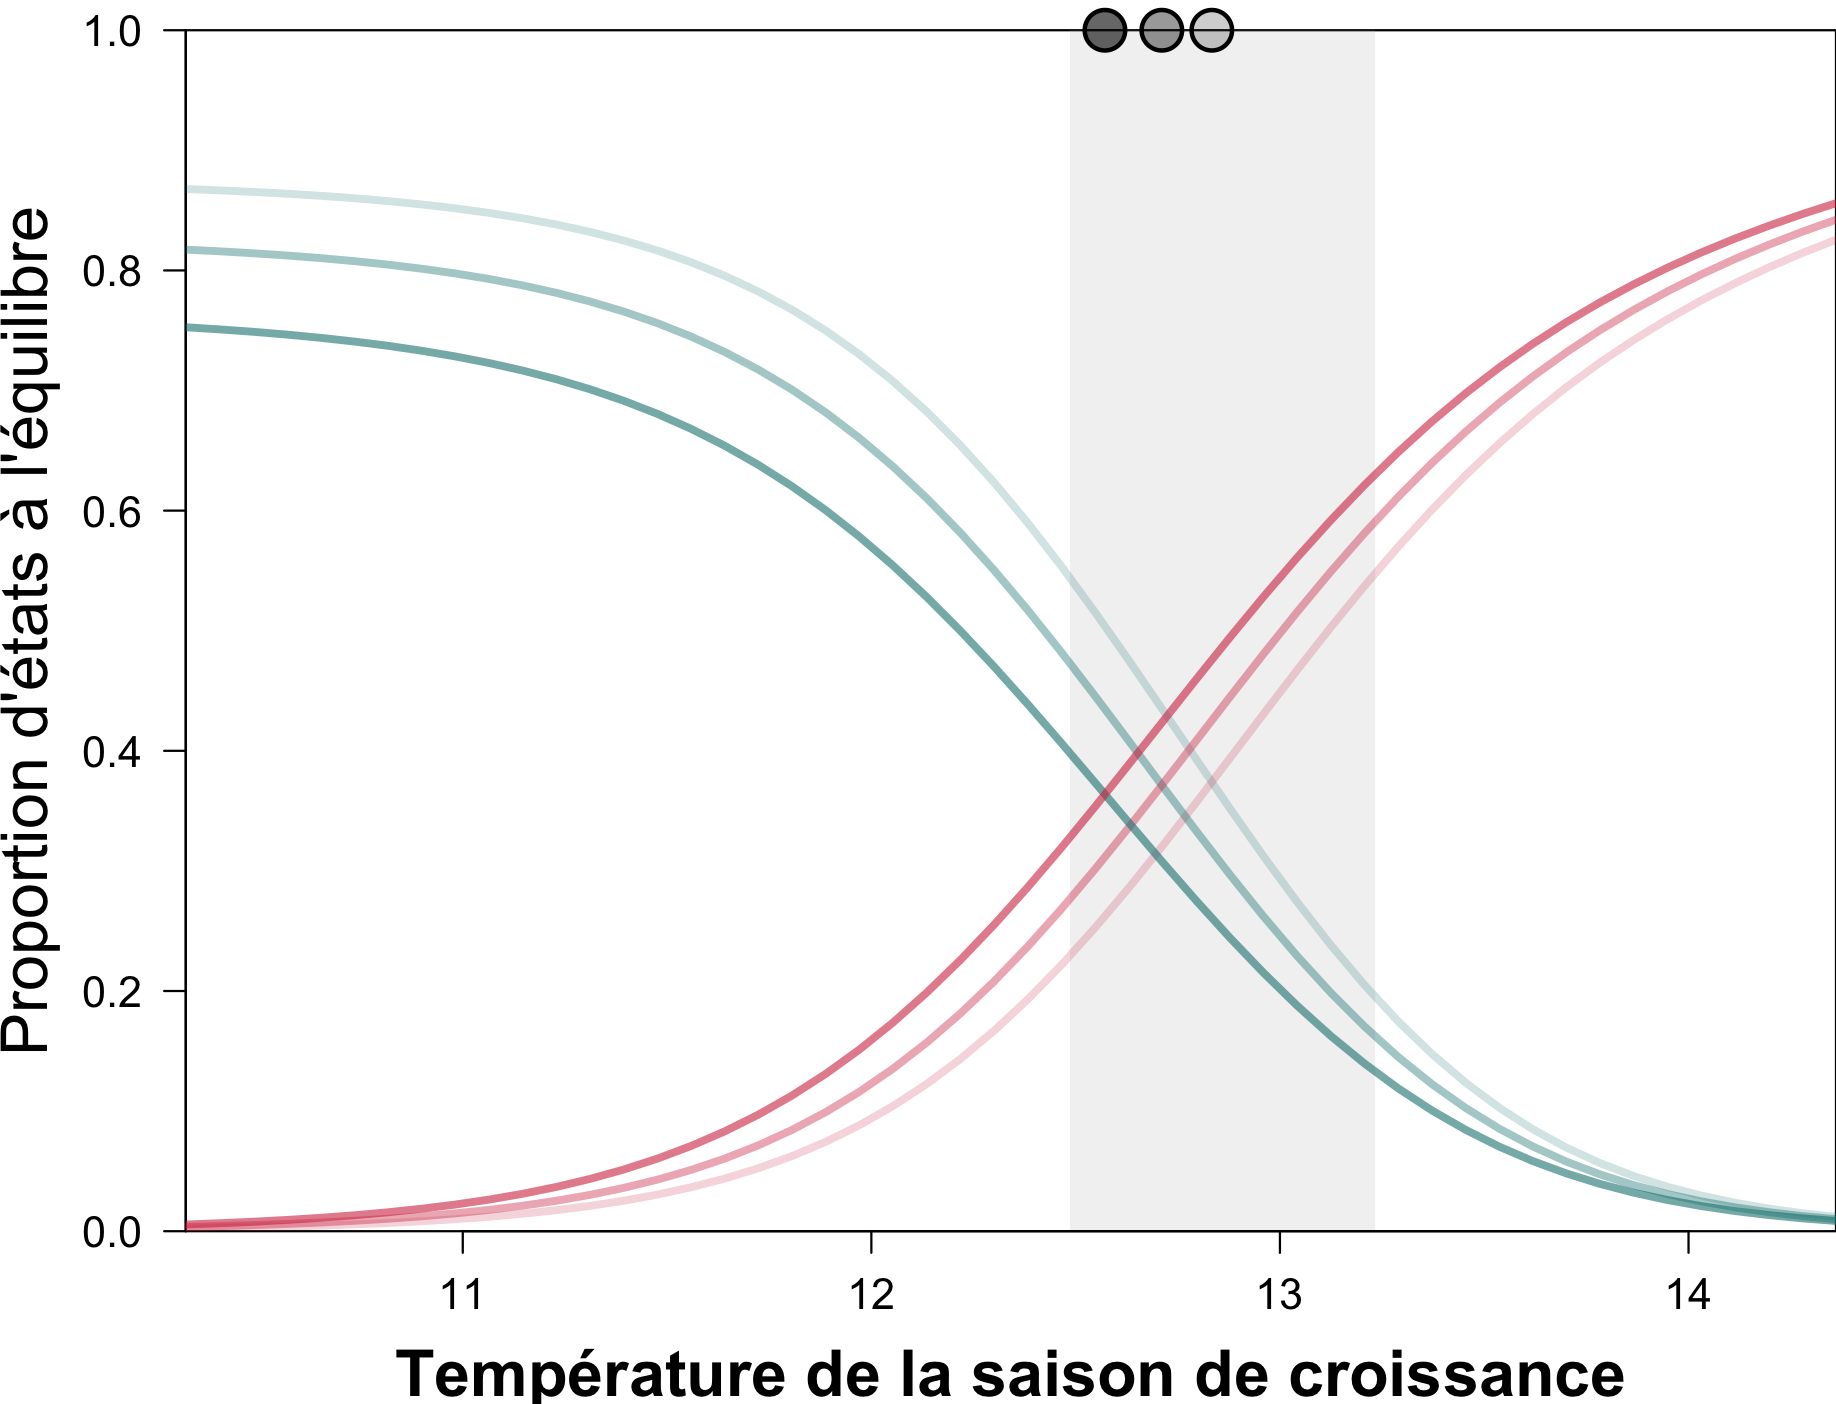 Proportion d'états à l'équilibre
1.0
0.8
0.6
0.4
0.2
0.0
11 12 13 14
Température de la saison de croissance